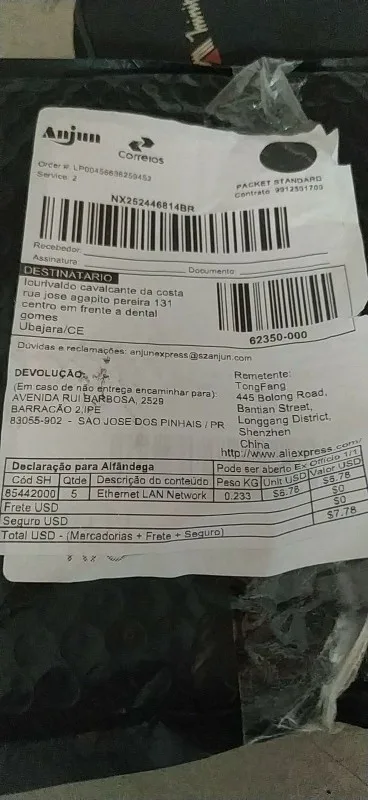 Anjun
Correios
Order #: LP00456836259453
Service: 2
PACKET STANDARD
Contrato: 9912501700
NX252446814BR
Recebedor:
Assinatura: Documento:
DESTINATÁRIO
lourivaldo cavalcante da costa
rua jose agapito pereira 131
centro em frente a dental
gomes
Ubajara/CE
62350-000
Dúvidas e reclamações: anjunexpress@szanjun.com
DEVOLUÇÃO:
(Em caso de não entrega encaminhar para):
AVENIDA RUI BARBOSA, 2529
BARRACÃO 2,IPE
83055-902 - SAO JOSE DOS PINHAIS / PR
Remetente:
TongFang
445 Bolong Road,
Bantian Street,
Longgang District,
Shenzhen
China
http://www.aliexpress.com/
Declaração para Alfândega Pode ser aberto Ex Officio 1/1
Cód SH Qtde Descrição do conteúdo Peso KG Unit USD Valor USD
85442000 5 Ethernet LAN Network 0.233 $6.78 $6.78
Frete USD $0
Seguro USD $0
Total USD - (Mercadorias + Frete + Seguro) $7.78